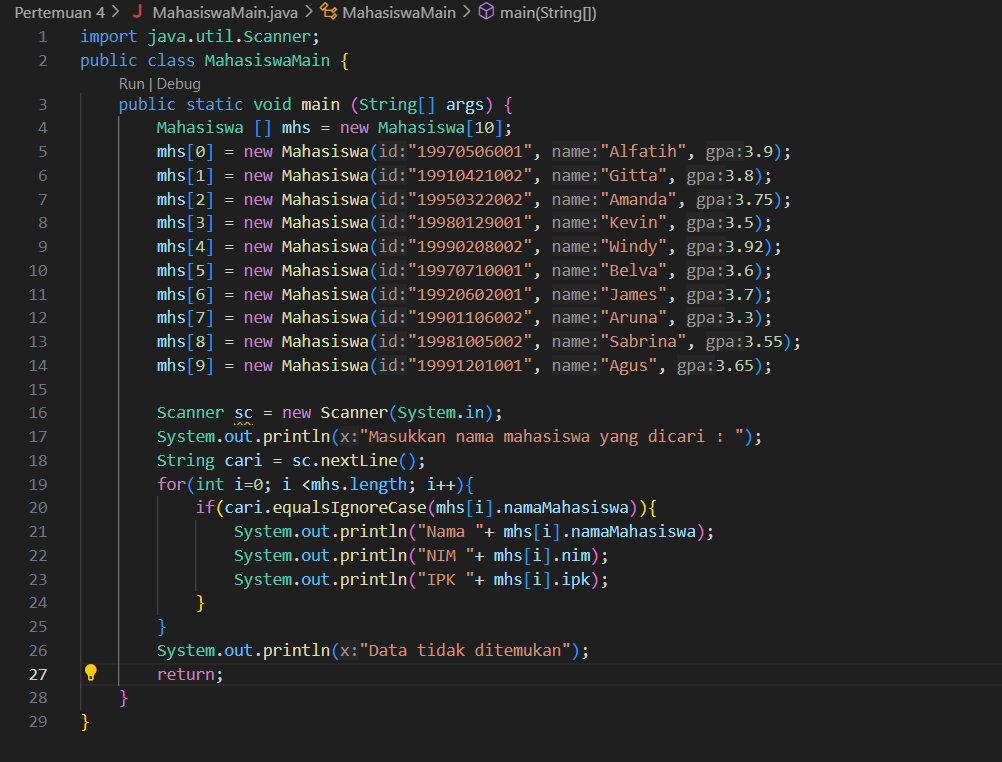 Pertemuan 4 > MahasiswaMain.java > MahasiswaMain > main(String[])
1 import java.util.Scanner;
2 public class MahasiswaMain {
Run | Debug
3 public static void main (String[] args) {
4 Mahasiswa [] mhs = new Mahasiswa[10];
5 mhs[0] = new Mahasiswa(id:"19970506001", name:"Alfatih", gpa:3.9);
6 mhs[1] = new Mahasiswa(id:"19910421002", name:"Gitta", gpa:3.8);
7 mhs[2] = new Mahasiswa(id:"19950322002", name:"Amanda", gpa:3.75);
8 mhs[3] = new Mahasiswa(id:"19980129001", name:"Kevin", gpa:3.5);
9 mhs[4] = new Mahasiswa(id:"19990208002", name:"Windy", gpa:3.92);
10 mhs[5] = new Mahasiswa(id:"19970710001", name:"Belva", gpa:3.6);
11 mhs[6] = new Mahasiswa(id:"19920602001", name:"James", gpa:3.7);
12 mhs[7] = new Mahasiswa(id:"19901106002", name:"Aruna", gpa:3.3);
13 mhs[8] = new Mahasiswa(id:"19981005002", name:"Sabrina", gpa:3.55);
14 mhs[9] = new Mahasiswa(id:"19991201001", name:"Agus", gpa:3.65);
15
16 Scanner sc = new Scanner(System.in);
17 System.out.println(x:"Masukkan nama mahasiswa yang dicari : ");
18 String cari = sc.nextLine();
19 for(int i=0; i <mhs.length; i++){
20 if(cari.equalsIgnoreCase(mhs[i].namaMahasiswa)){
21 System.out.println("Nama "+ mhs[i].namaMahasiswa);
22 System.out.println("NIM "+ mhs[i].nim);
23 System.out.println("IPK "+ mhs[i].ipk);
24 }
25 }
26 System.out.println(x:"Data tidak ditemukan");
27 return;
28 }
29 }